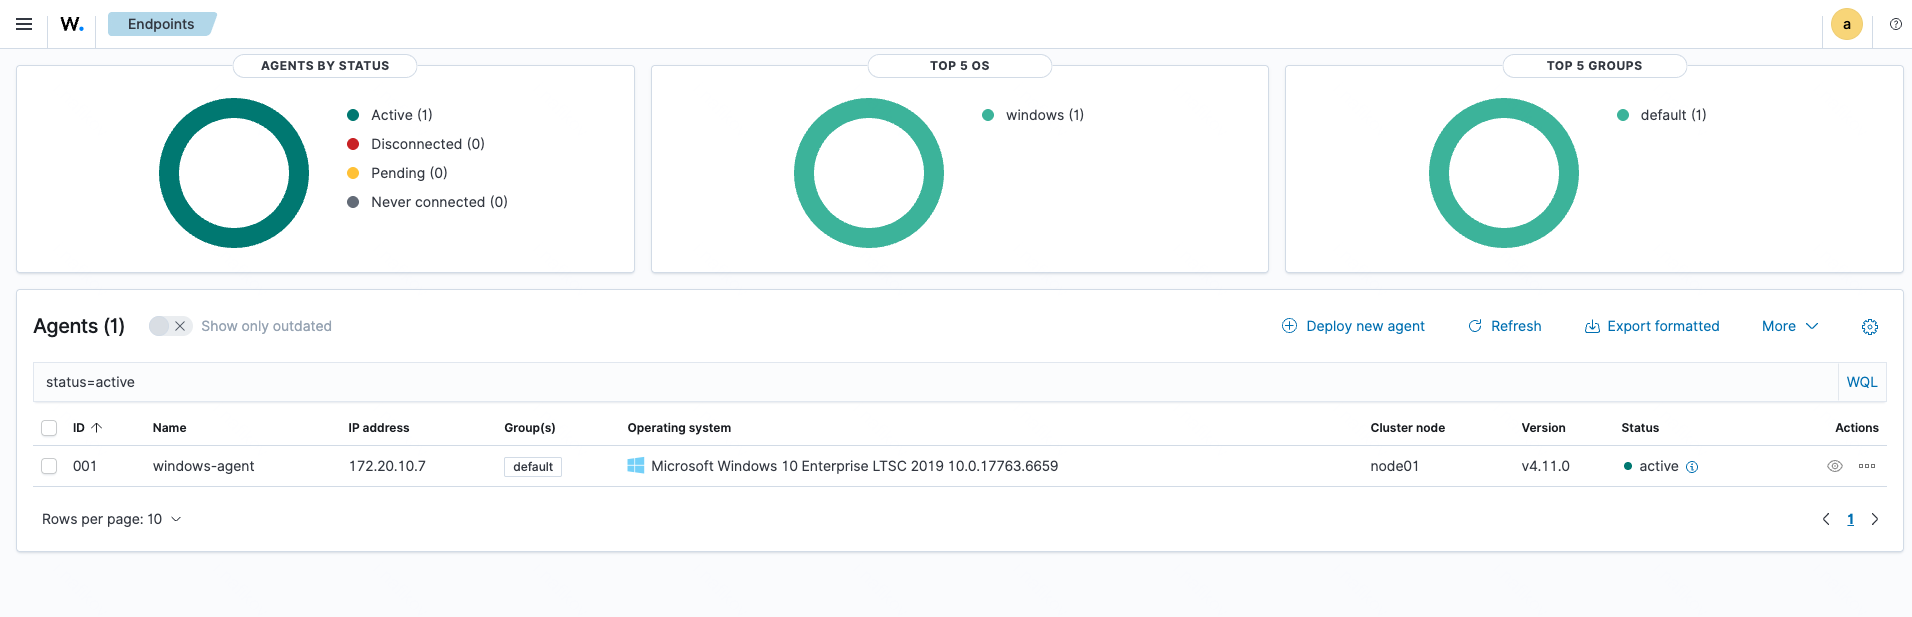 W. Endpoints a
AGENTS BY STATUS
Active (1)
Disconnected (0)
Pending (0)
Never connected (0)
TOP 5 OS
windows (1)
TOP 5 GROUPS
default (1)
Agents (1) Show only outdated Deploy new agent Refresh Export formatted More
status=active WQL
ID Name IP address Group(s) Operating system Cluster node Version Status Actions
001 windows-agent 172.20.10.7 default Microsoft Windows 10 Enterprise LTSC 2019 10.0.17763.6659 node01 v4.11.0 active
Rows per page: 10 1